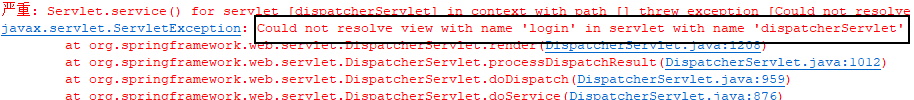 严重: Servlet.service() for servlet [dispatcherServlet] in context with path [] threw exception [Could not resolve
javax.servlet.ServletException: Could not resolve view with name 'login' in servlet with name 'dispatcherServlet'
at org.springframework.web.servlet.DispatcherServlet.render(DispatcherServlet.java:1208)
at org.springframework.web.servlet.DispatcherServlet.processDispatchResult(DispatcherServlet.java:1012)
at org.springframework.web.servlet.DispatcherServlet.doDispatch(DispatcherServlet.java:959)
at org.springframework.web.servlet.DispatcherServlet.doService(DispatcherServlet.java:876)